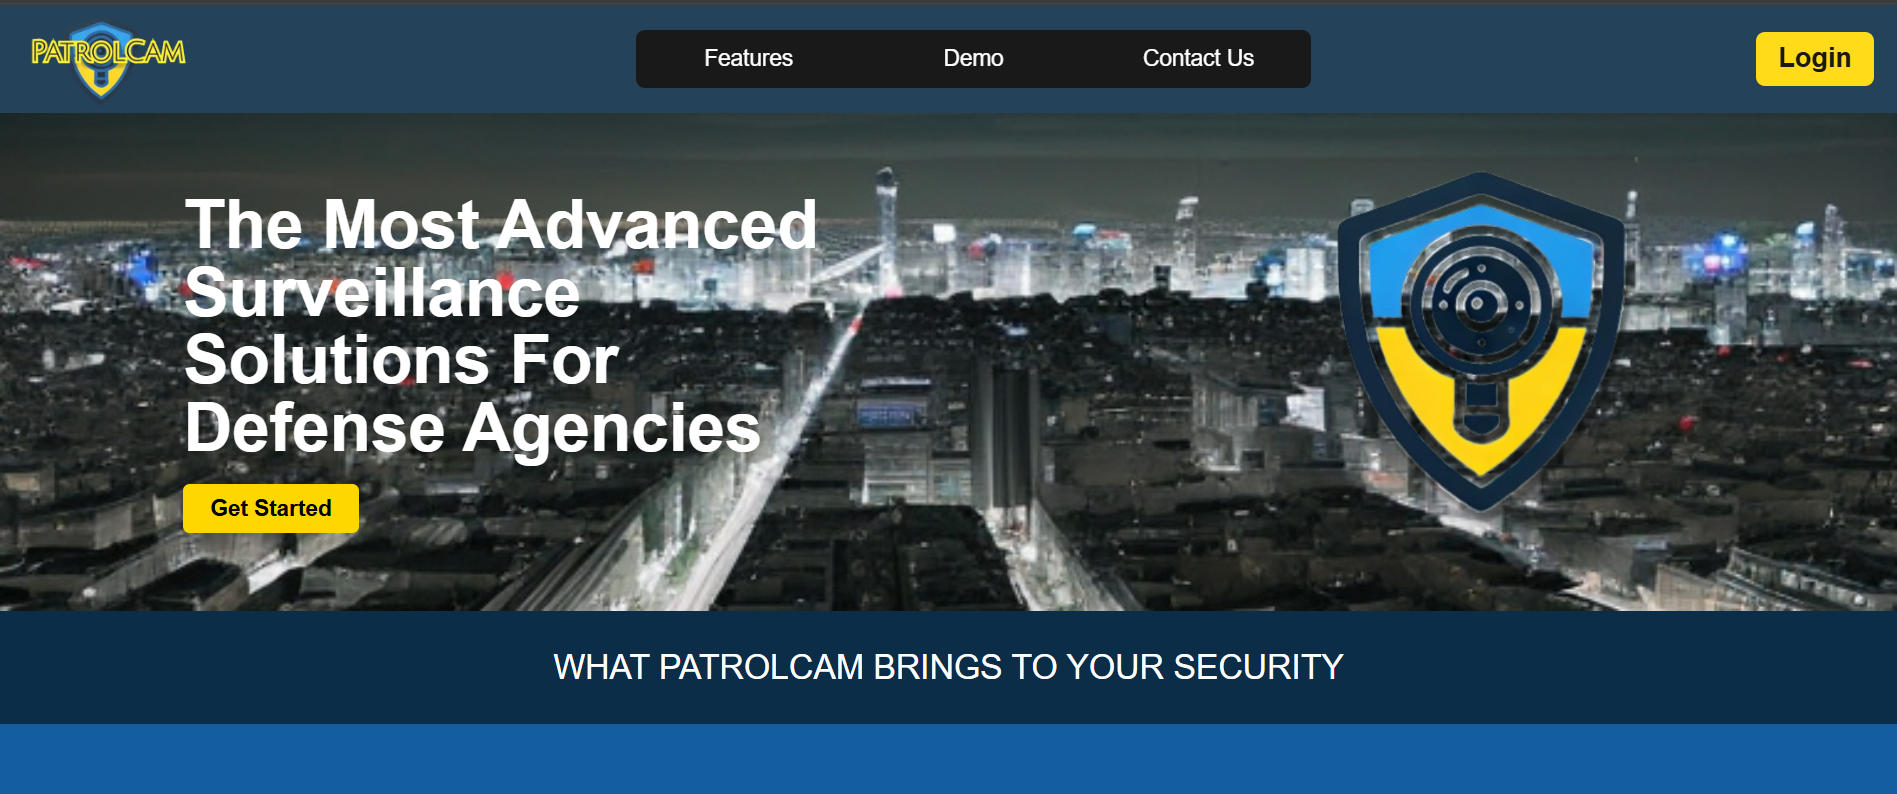 PATROLCAM
Features
Demo
Contact Us
Login
The Most Advanced
Surveillance
Solutions For
Defense Agencies
Get Started
WHAT PATROLCAM BRINGS TO YOUR SECURITY